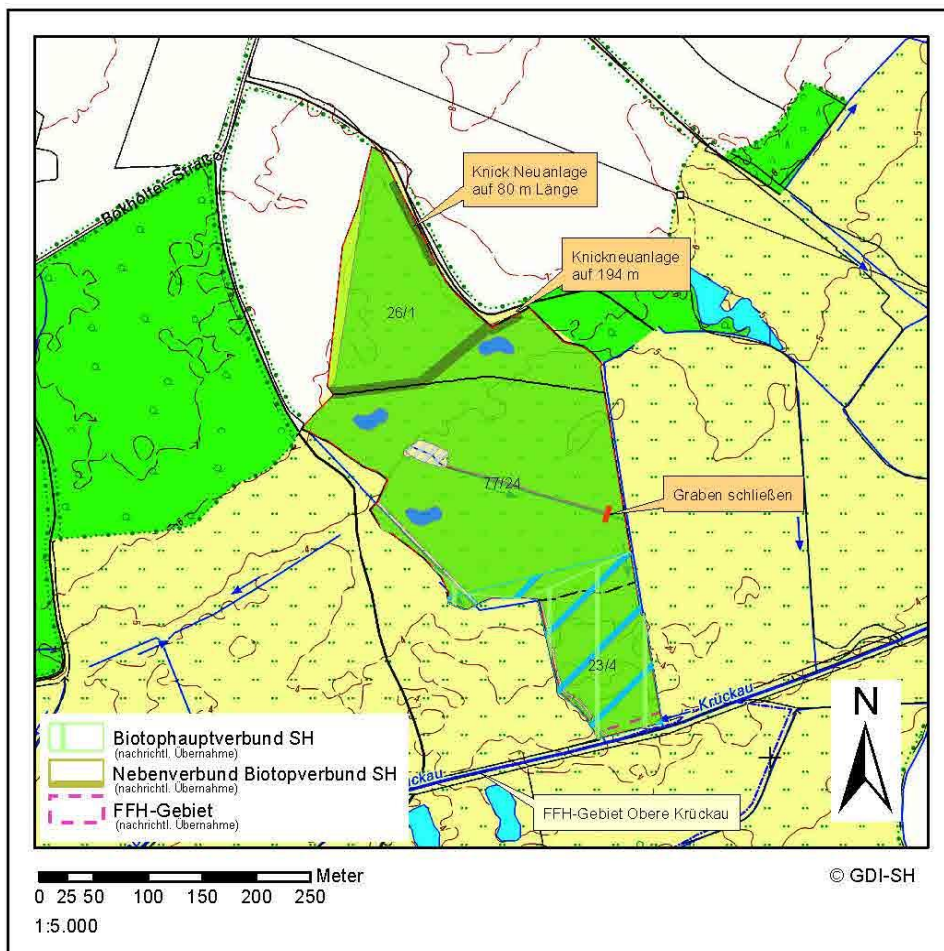 Bokholter-Straße
Knick Neuanlage
auf 80 m Länge
Knickneuanlage
auf 194 m
26/1
77/24
Graben schließen
23/4
Krückau
N
Biotophauptverbund SH
(nachrichtl. Übernahme)
Nebenverbund Biotopverbund SH
(nachrichtl. Übernahme)
FFH-Gebiet
(nachrichtl. Übernahme)
rückau
FFH-Gebiet Obere Krückau
Meter
0 25 50 100 150 200 250
© GDI-SH
1:5.000